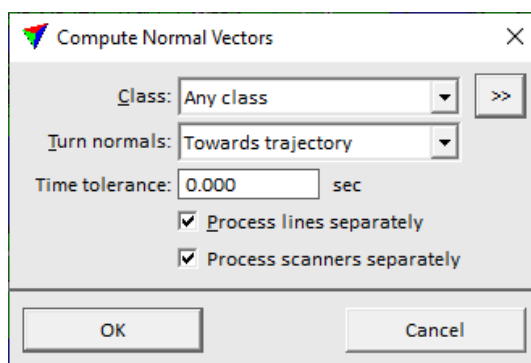 Compute Normal Vectors
Class: Any class >>
Turn normals: Towards trajectory
Time tolerance: 0.000 sec
Process lines separately
Process scanners separately
OK Cancel